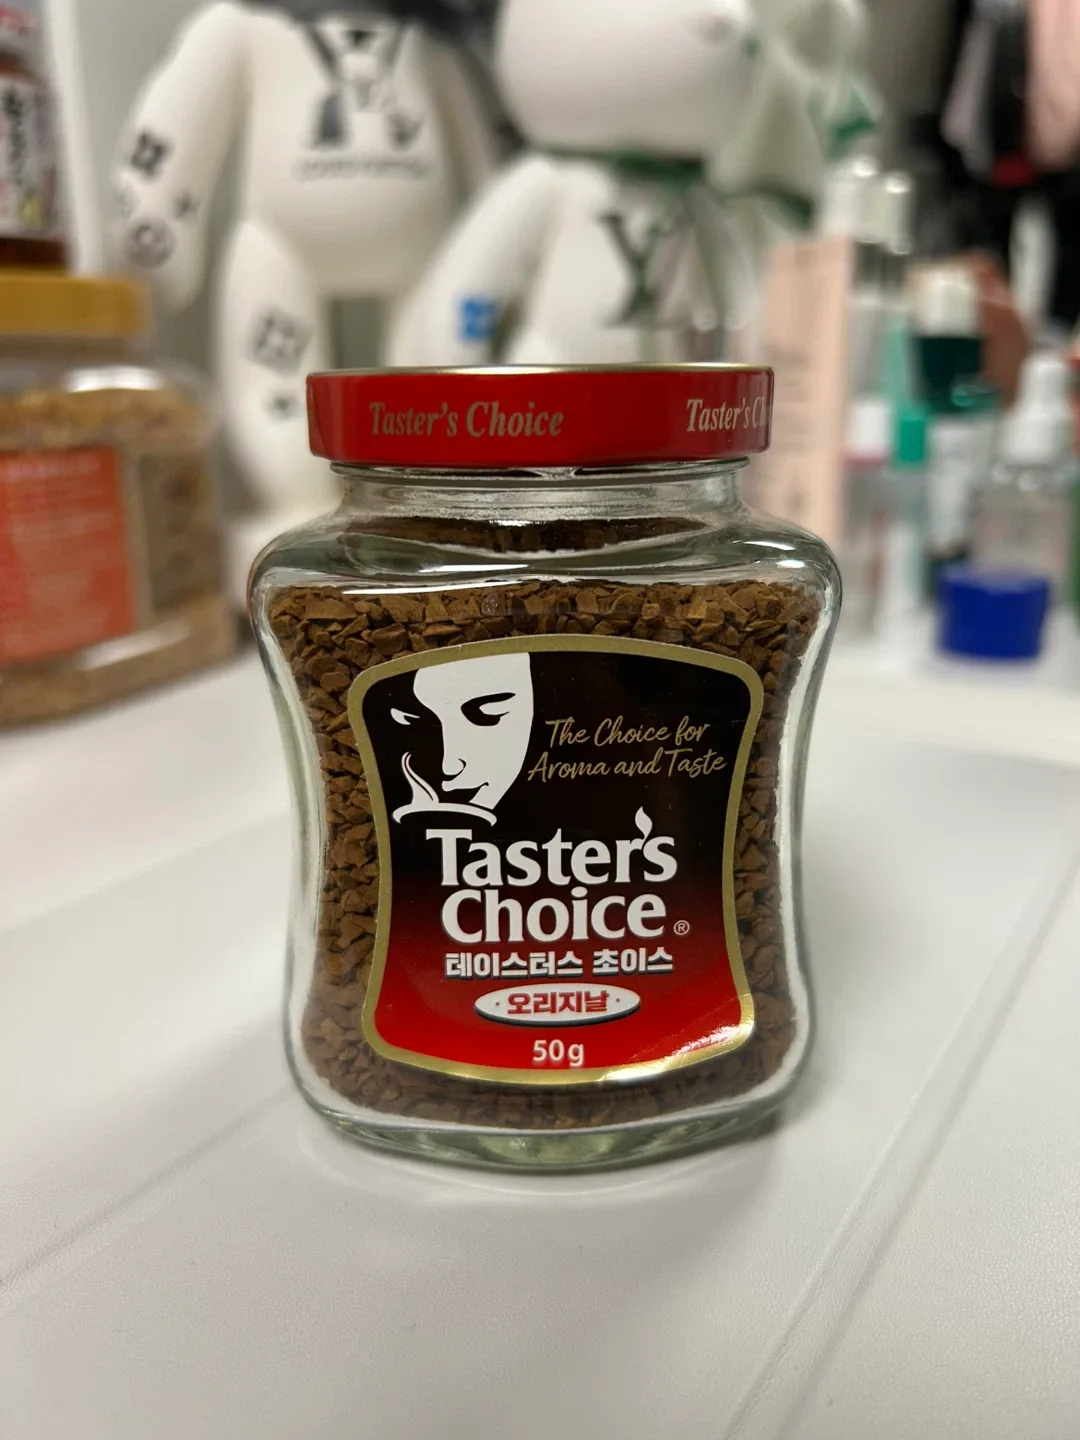 Taster's Choice
Taster's Ch
The Choice for
Aroma and Taste
Taster's
Choice®
테이스터스 초이스
· 오리지날 ·
50g